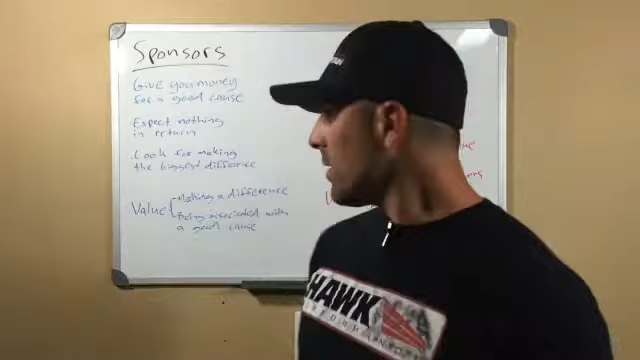 Sponsors
Give you money
for a good cause
Expect nothing
in return
Look for making
the biggest difference
Value
Making a difference
Being associated with
a good cause
HAWK